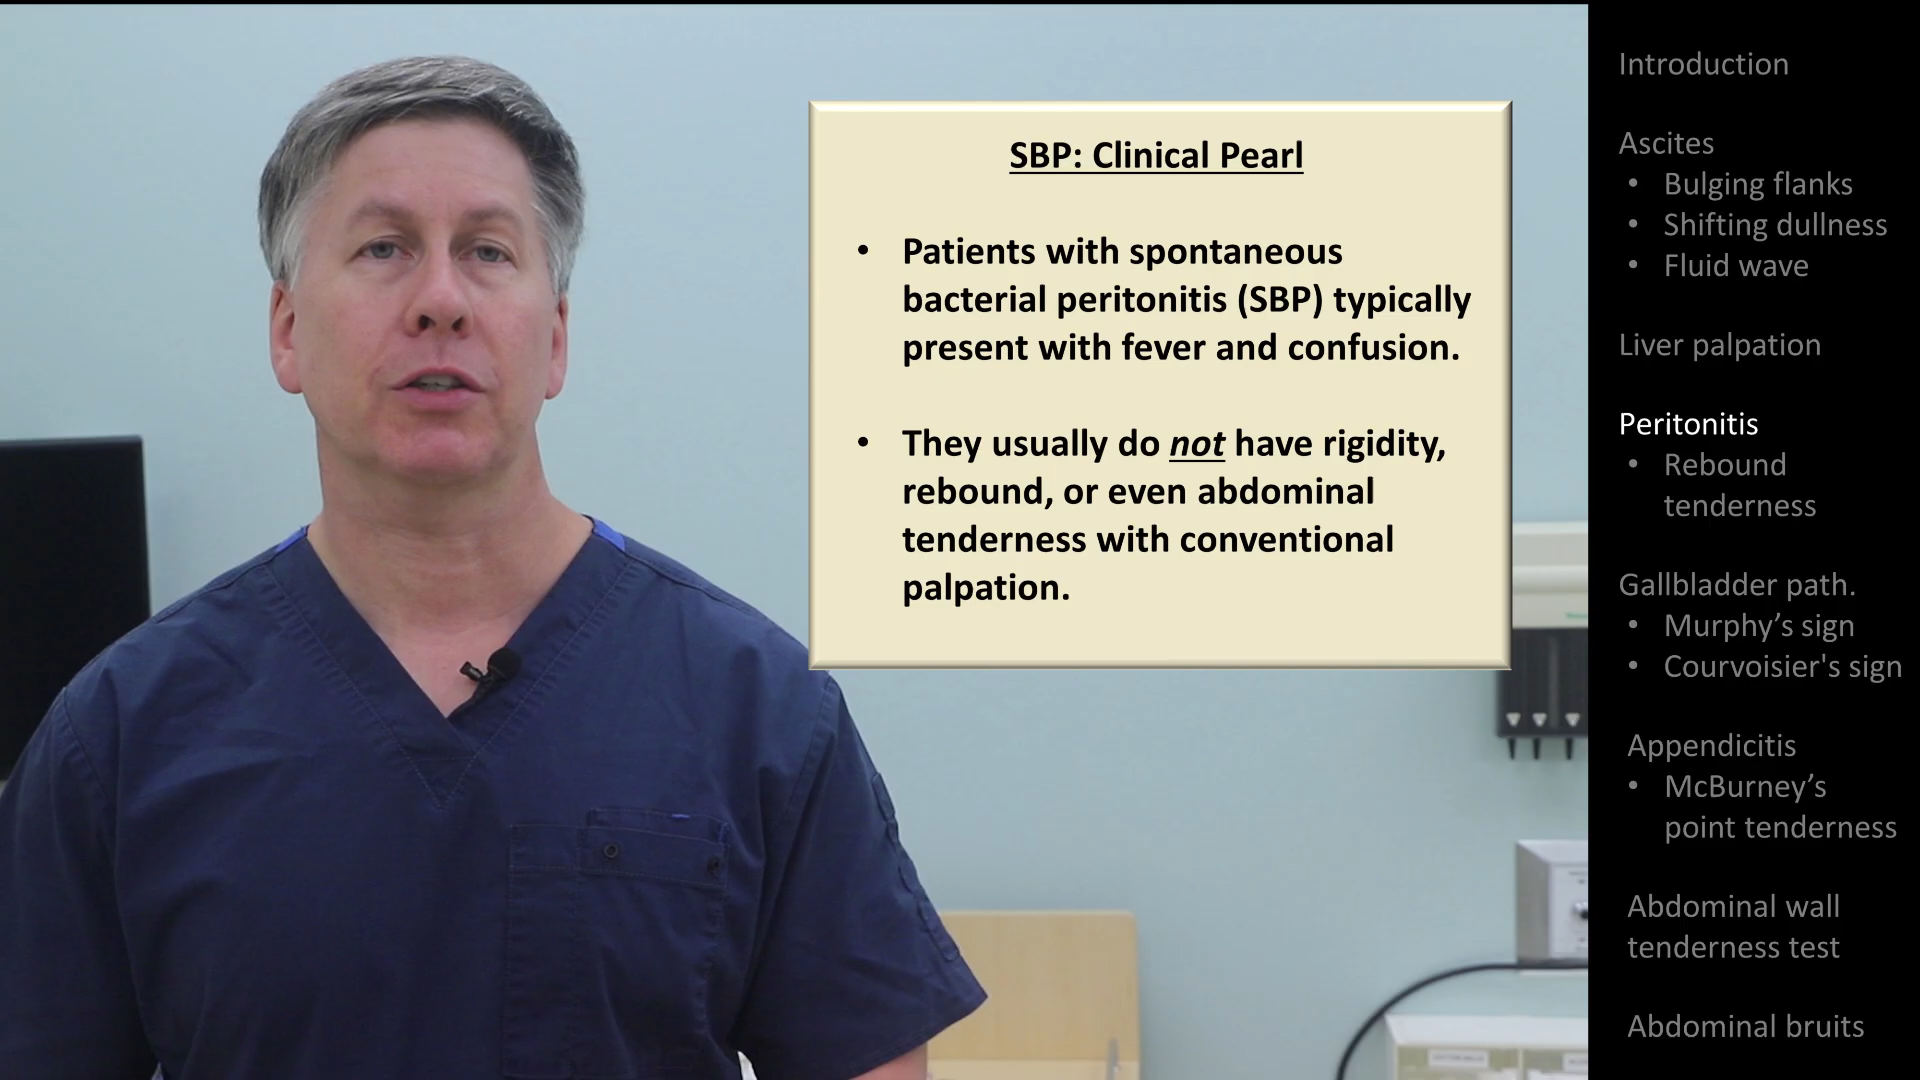 SBP: Clinical Pearl
• Patients with spontaneous
bacterial peritonitis (SBP) typically
present with fever and confusion.
• They usually do not have rigidity,
rebound, or even abdominal
tenderness with conventional
palpation.
Introduction
Ascites
• Bulging flanks
• Shifting dullness
• Fluid wave
Liver palpation
Peritonitis
• Rebound
tenderness
Gallbladder path.
• Murphy’s sign
• Courvoisier's sign
Appendicitis
• McBurney’s
point tenderness
Abdominal wall
tenderness test
Abdominal bruits